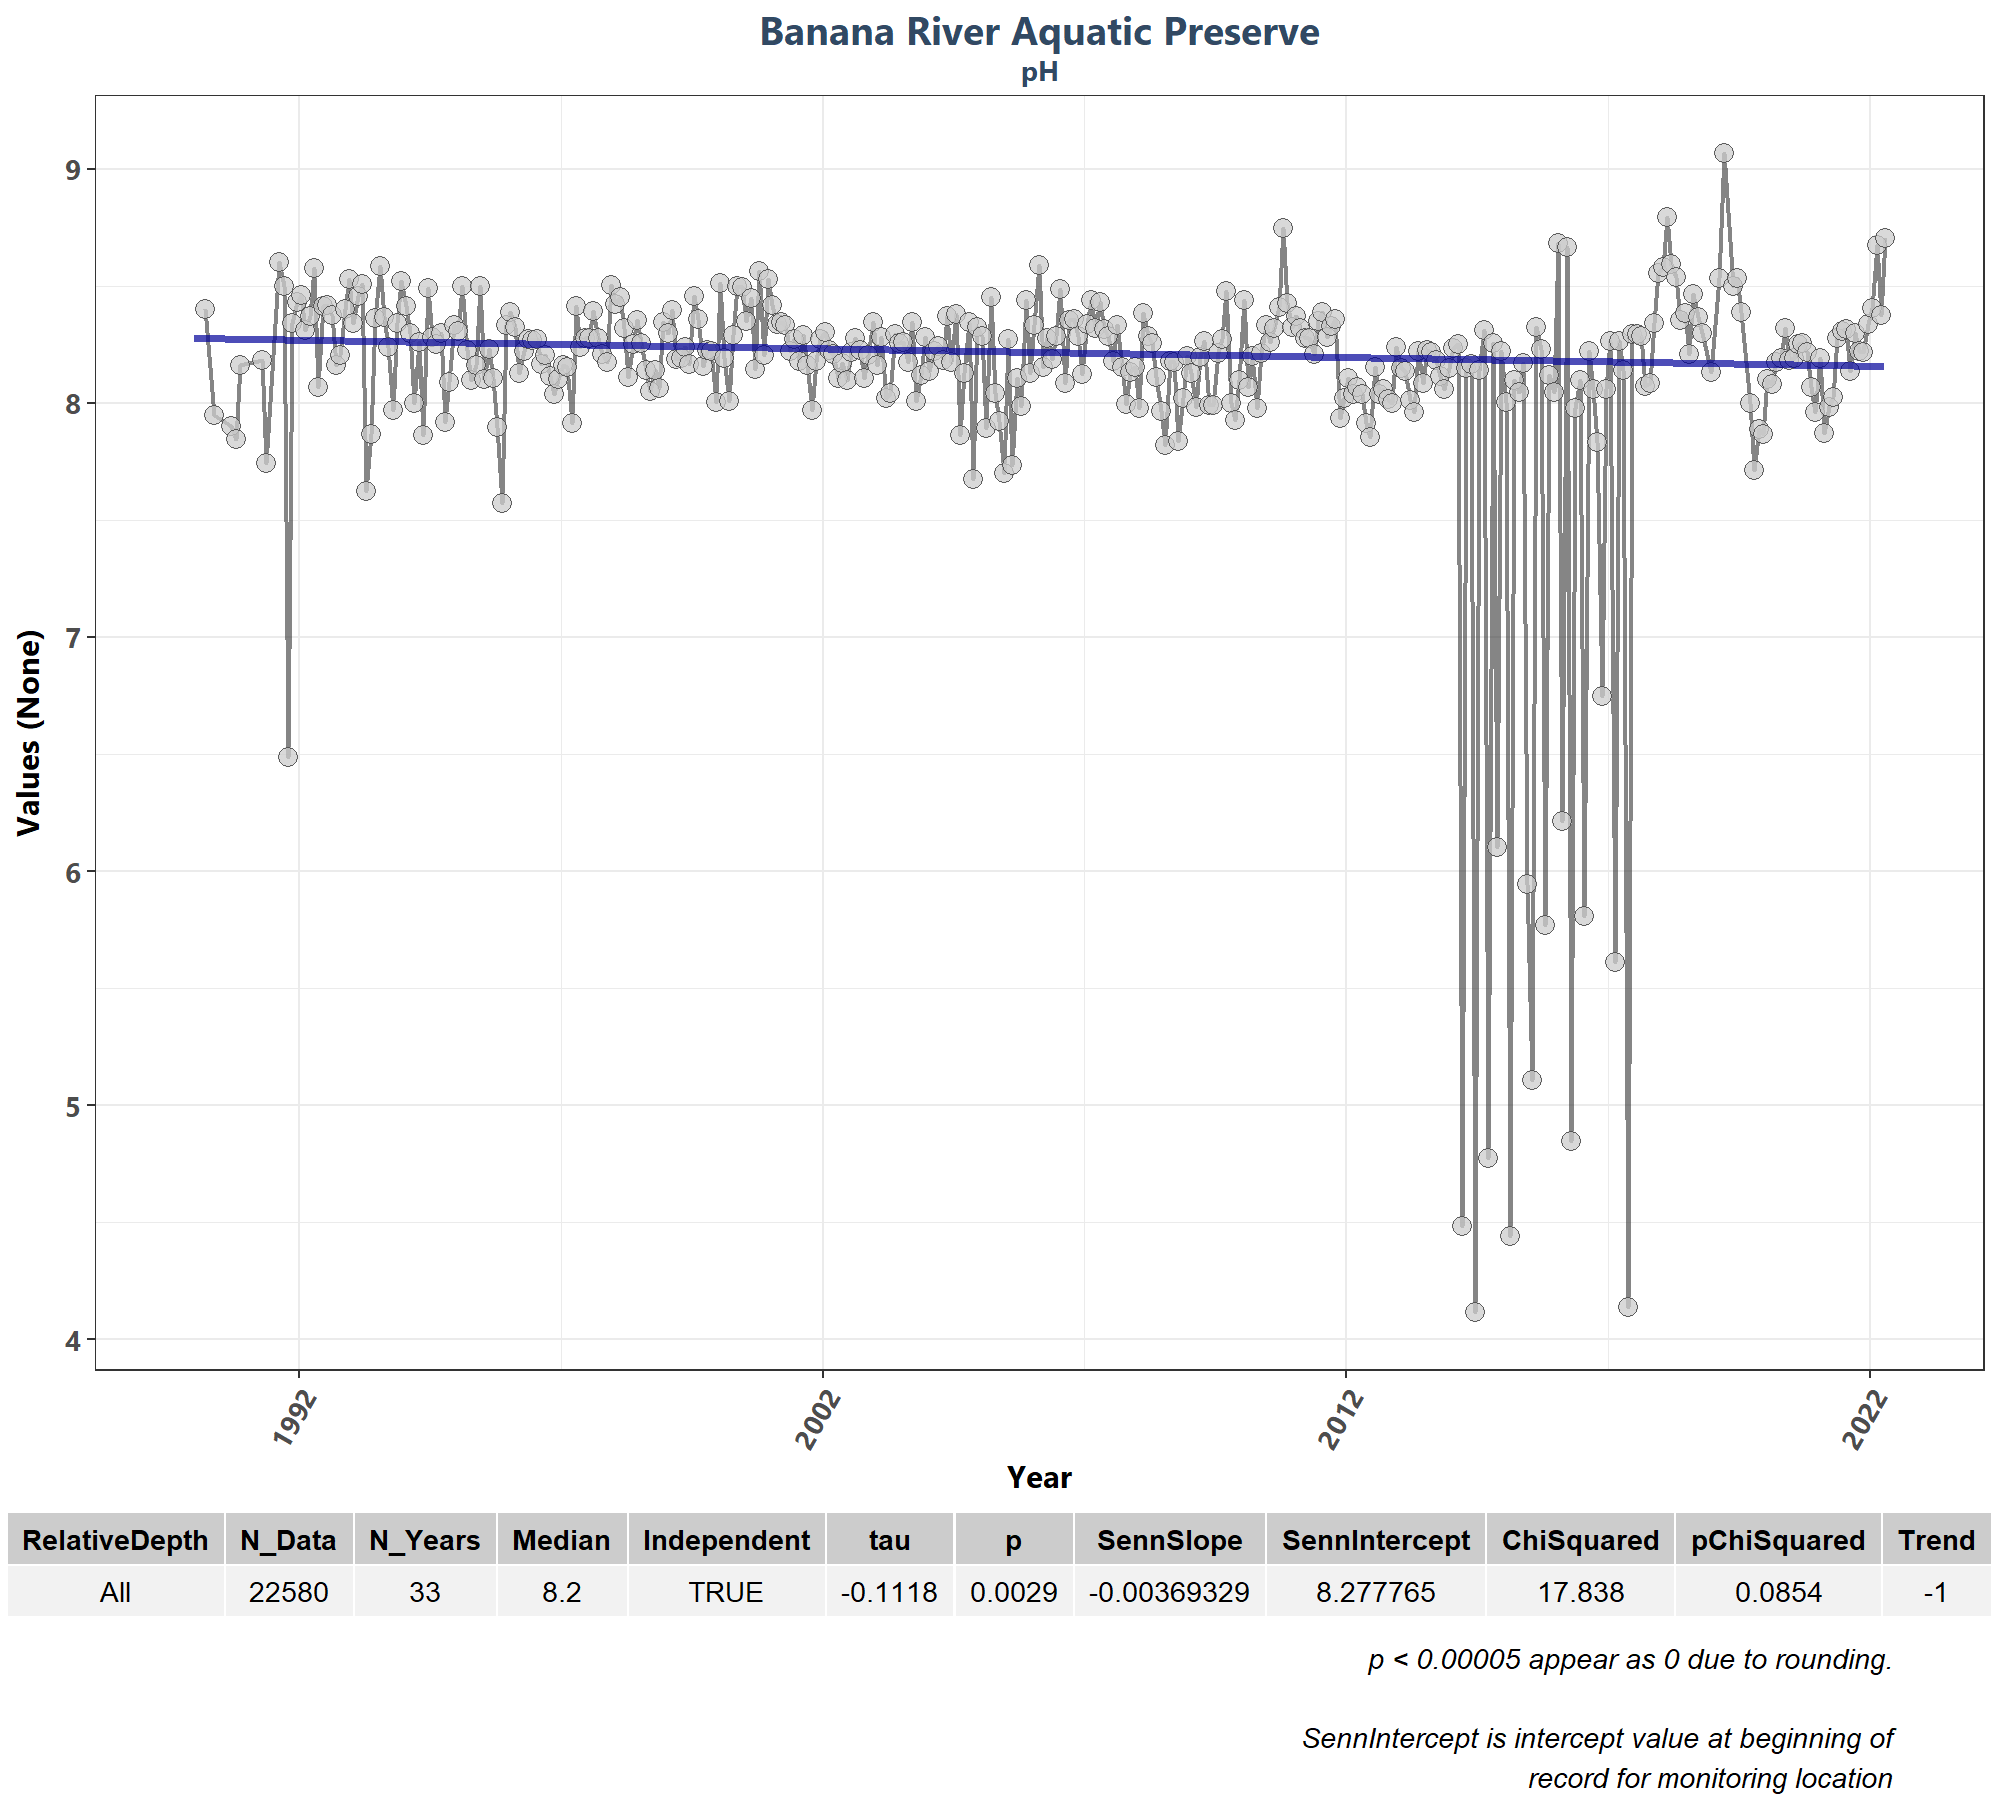 Banana River Aquatic Preserve
pH
9
8
7
6
5
4
Values (None)
1992
2002
2012
2022
Year
RelativeDepth N_Data N_Years Median Independent tau p SennSlope SennIntercept ChiSquared pChiSquared Trend
All 22580 33 8.2 TRUE -0.1118 0.0029 -0.00369329 8.277765 17.838 0.0854 -1
p < 0.00005 appear as 0 due to rounding.
SennIntercept is intercept value at beginning of
record for monitoring location